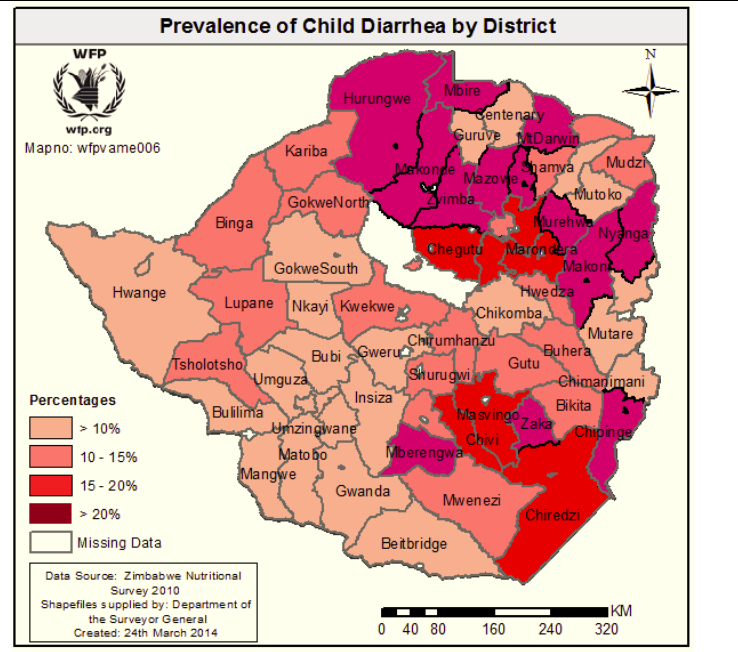 Prevalence of Child Diarrhea by District
WFP
wfp.org
Mapno: wfpvame006
N
Hurungwe
Mbire
Centenary
Guruve
MtDarwin
Kariba
Makonde
Mazowe
Shamva
Mudzi
Zvimba
Mutoko
GokweNorth
Binga
Murehwa
Nyanga
Chegutu
Marondera
Makoni
GokweSouth
Hwange
Hwedza
Lupane
Nkayi
Kwekwe
Chikomba
Mutare
Chirumhanzu
Bubi
Gweru
Buhera
Tsholotsho
Gutu
Shurugwi
Umguza
Chimanimani
Insiza
Bulilima
Bikita
Masvingo
Umzingwane
Zaka
Chipinge
Chivi
Matobo
Mberengwa
Mangwe
Gwanda
Mwenezi
Chiredzi
Beitbridge
Percentages
> 10%
10 - 15%
15 - 20%
> 20%
Missing Data
Data Source: Zimbabwe Nutritional
Survey 2010
Shapefiles supplied by: Department of
the Surveyor General
Created: 24th March 2014
KM
0 40 80 160 240 320